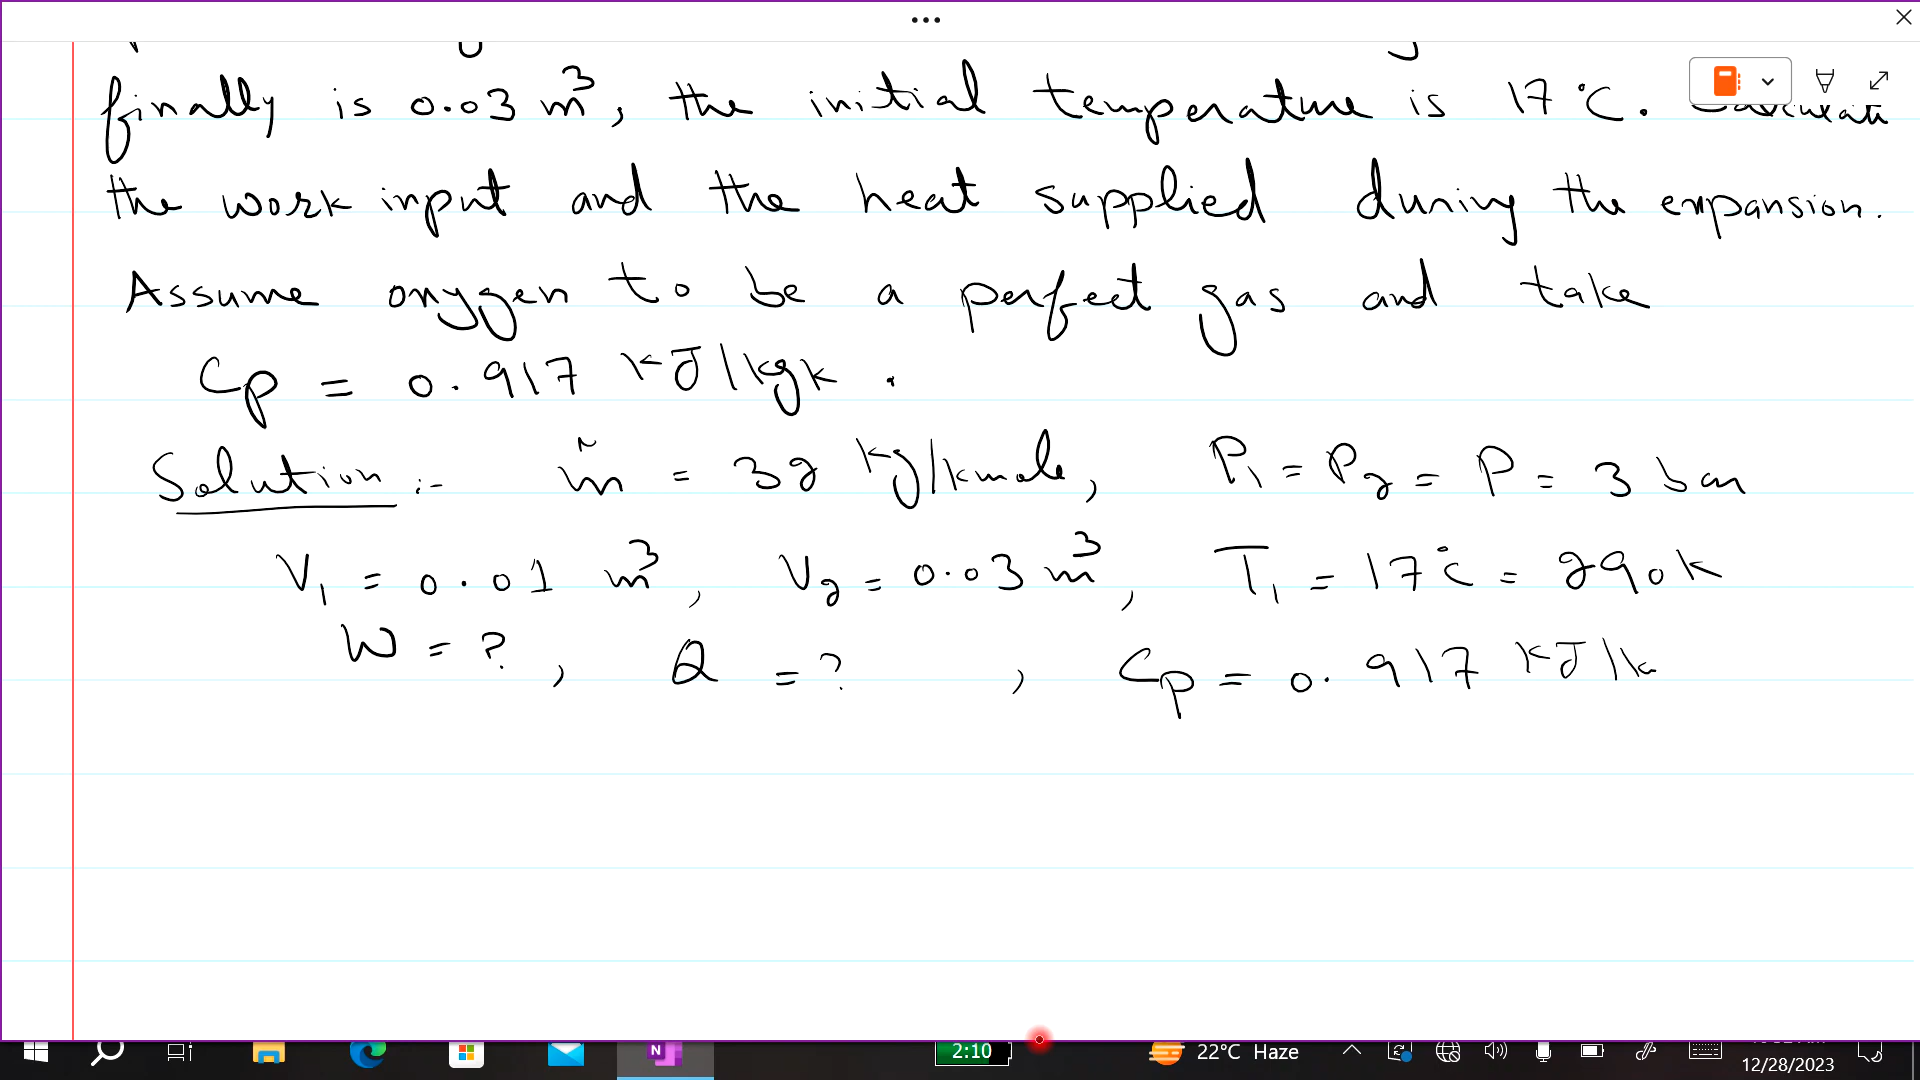 finally is 0.03 m³, the initial temperature is 17 °C. Calculate
the work input and the heat supplied during the expansion.
Assume oxygen to be a perfect gas and take
Cp = 0.917 KJ/kgk.
Solution :- m̃ = 32 kg/kmole, P₁ = P₂ = P = 3 bar
V₁ = 0.01 m³, V₂ = 0.03 m³, T₁ = 17°C = 290k
W = ?, Q = ?, Cp = 0.917 KJ/k
2:10
22°C Haze
12/28/2023